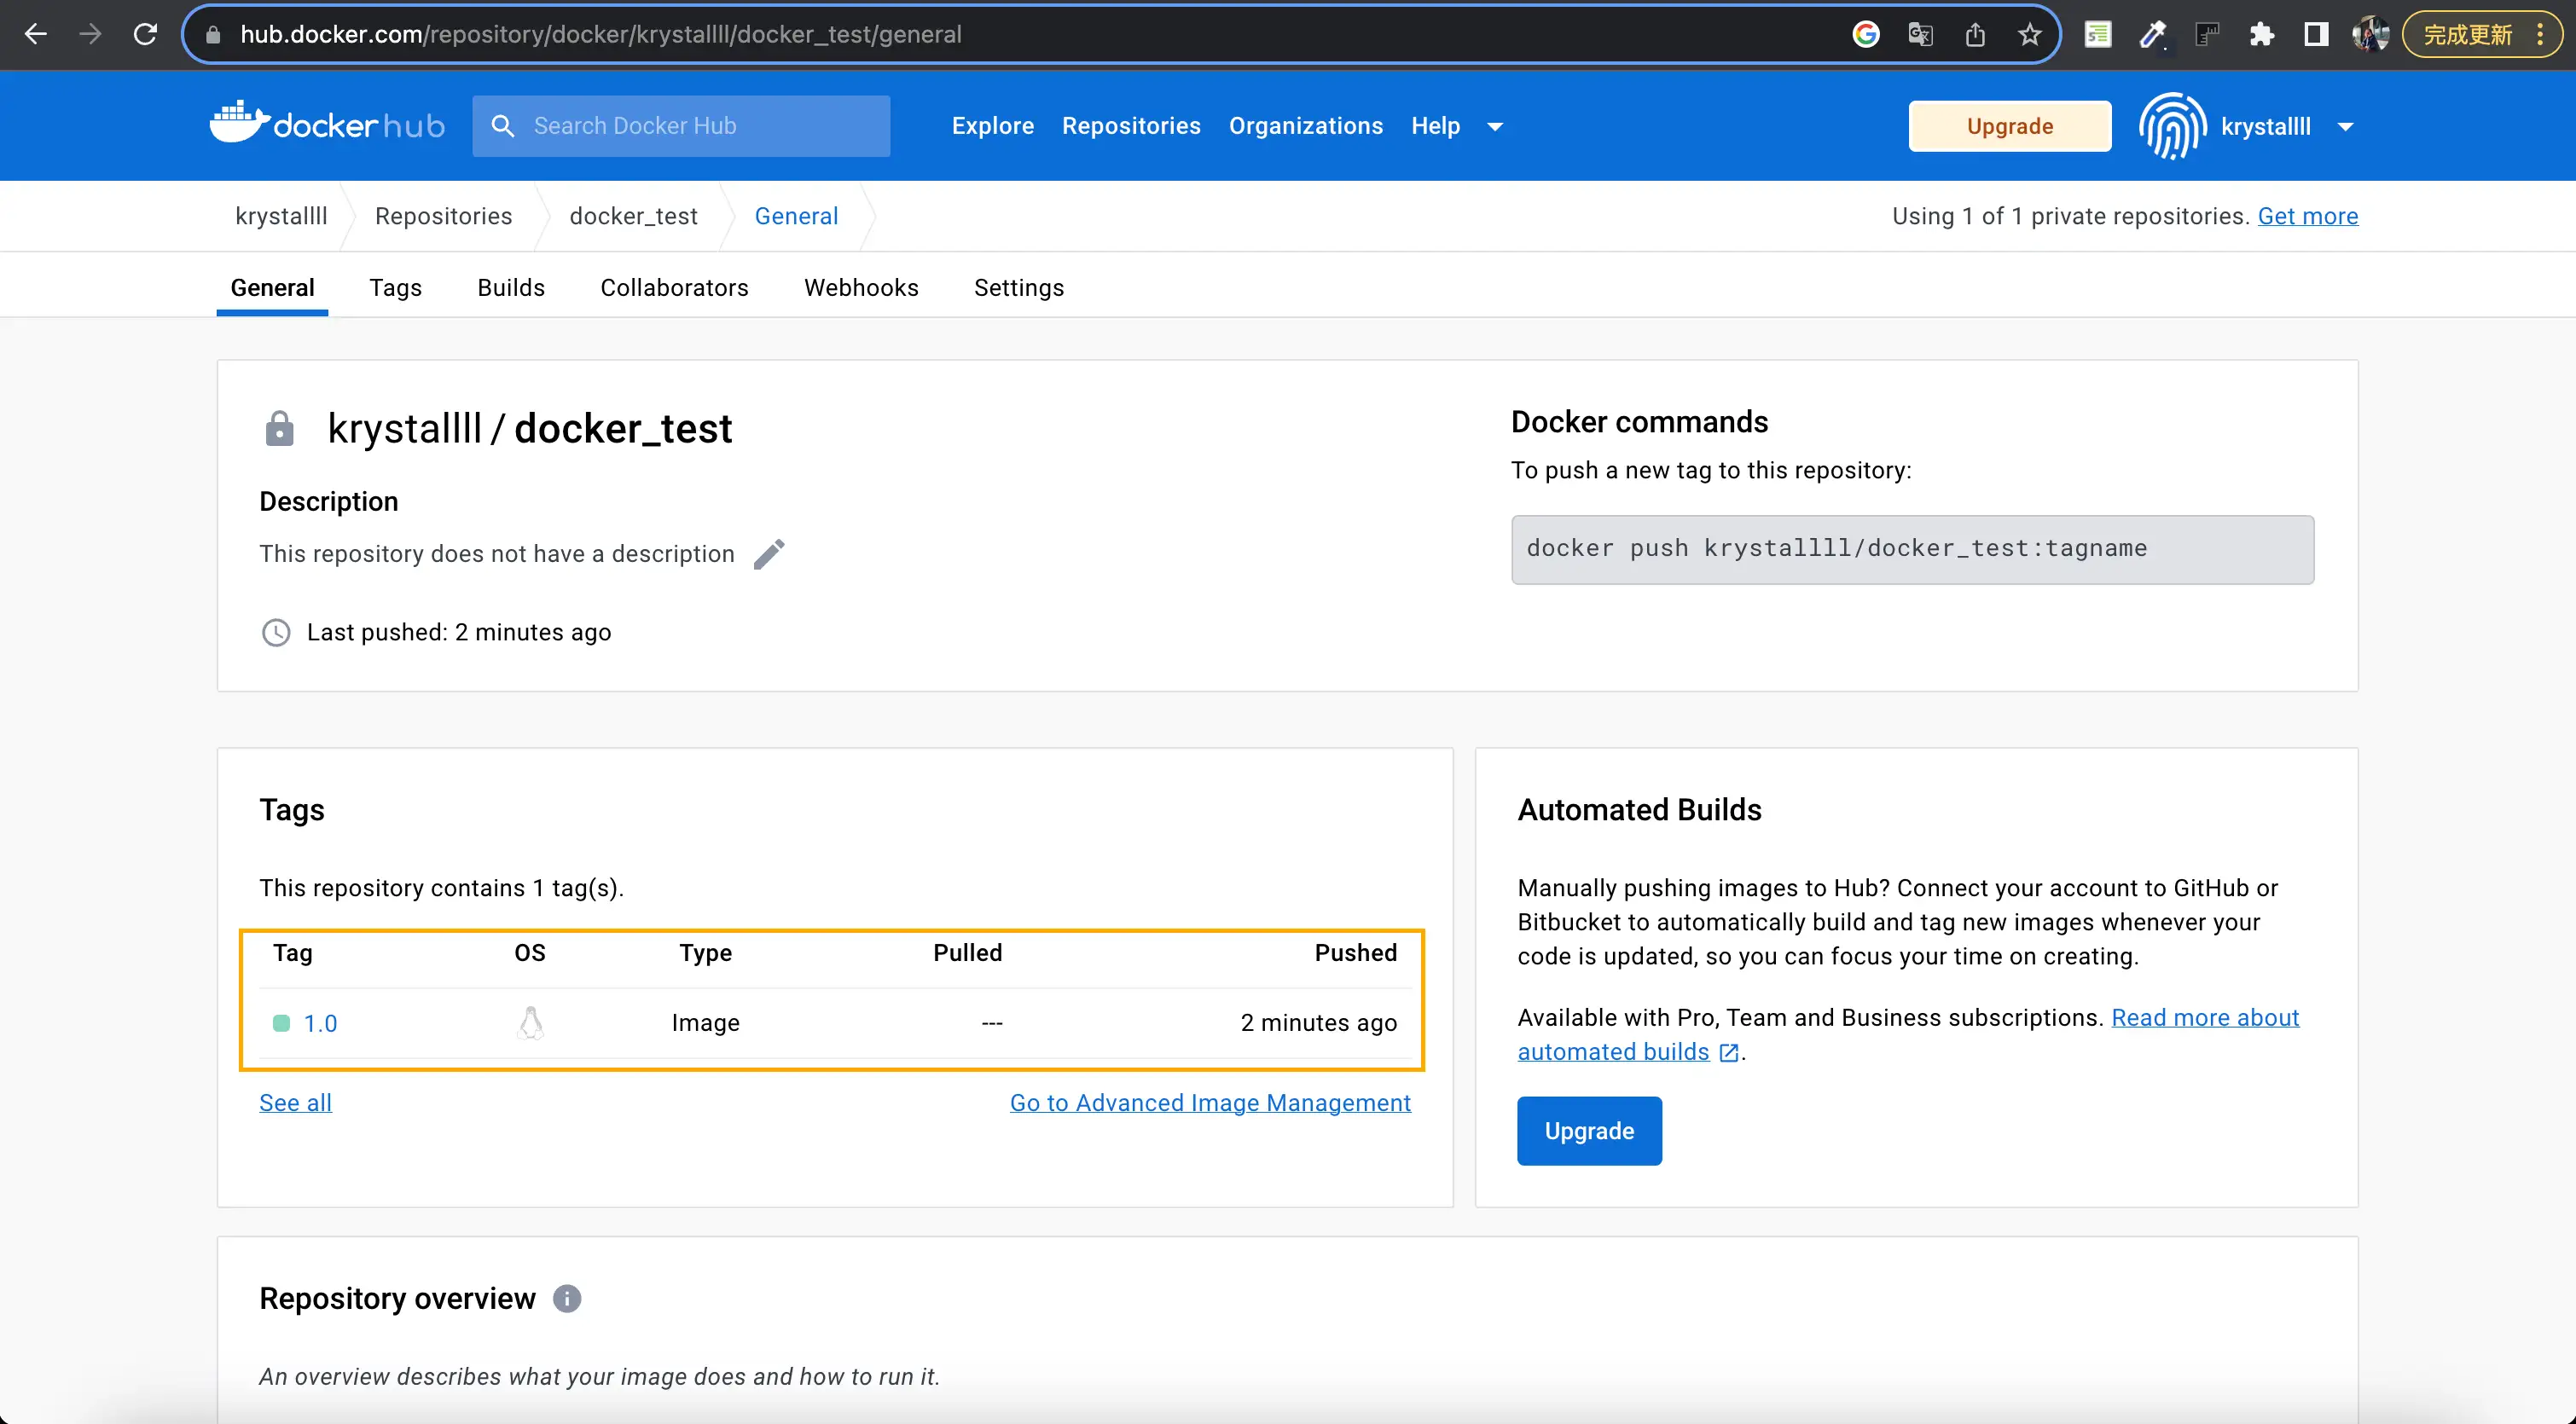 hub.docker.com/repository/docker/krystallll/docker_test/general
完成更新
docker hub
Search Docker Hub
Explore
Repositories
Organizations
Help
Upgrade
krystallll
krystallll
Repositories
docker_test
General
Using 1 of 1 private repositories. Get more
General
Tags
Builds
Collaborators
Webhooks
Settings
krystallll / docker_test
Description
This repository does not have a description
Last pushed: 2 minutes ago
Docker commands
To push a new tag to this repository:
docker push krystallll/docker_test:tagname
Tags
This repository contains 1 tag(s).
Tag OS Type Pulled Pushed
1.0 Image --- 2 minutes ago
See all
Go to Advanced Image Management
Automated Builds
Manually pushing images to Hub? Connect your account to GitHub or
Bitbucket to automatically build and tag new images whenever your
code is updated, so you can focus your time on creating.
Available with Pro, Team and Business subscriptions. Read more about
automated builds .
Upgrade
Repository overview
An overview describes what your image does and how to run it.